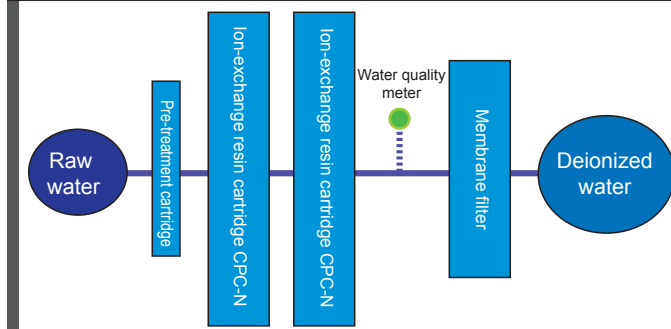 Raw
water
Pre-treatment cartridge
Ion-exchange resin cartridge CPC-N
Ion-exchange resin cartridge CPC-N
Water quality
meter
Membrane filter
Deionized
water